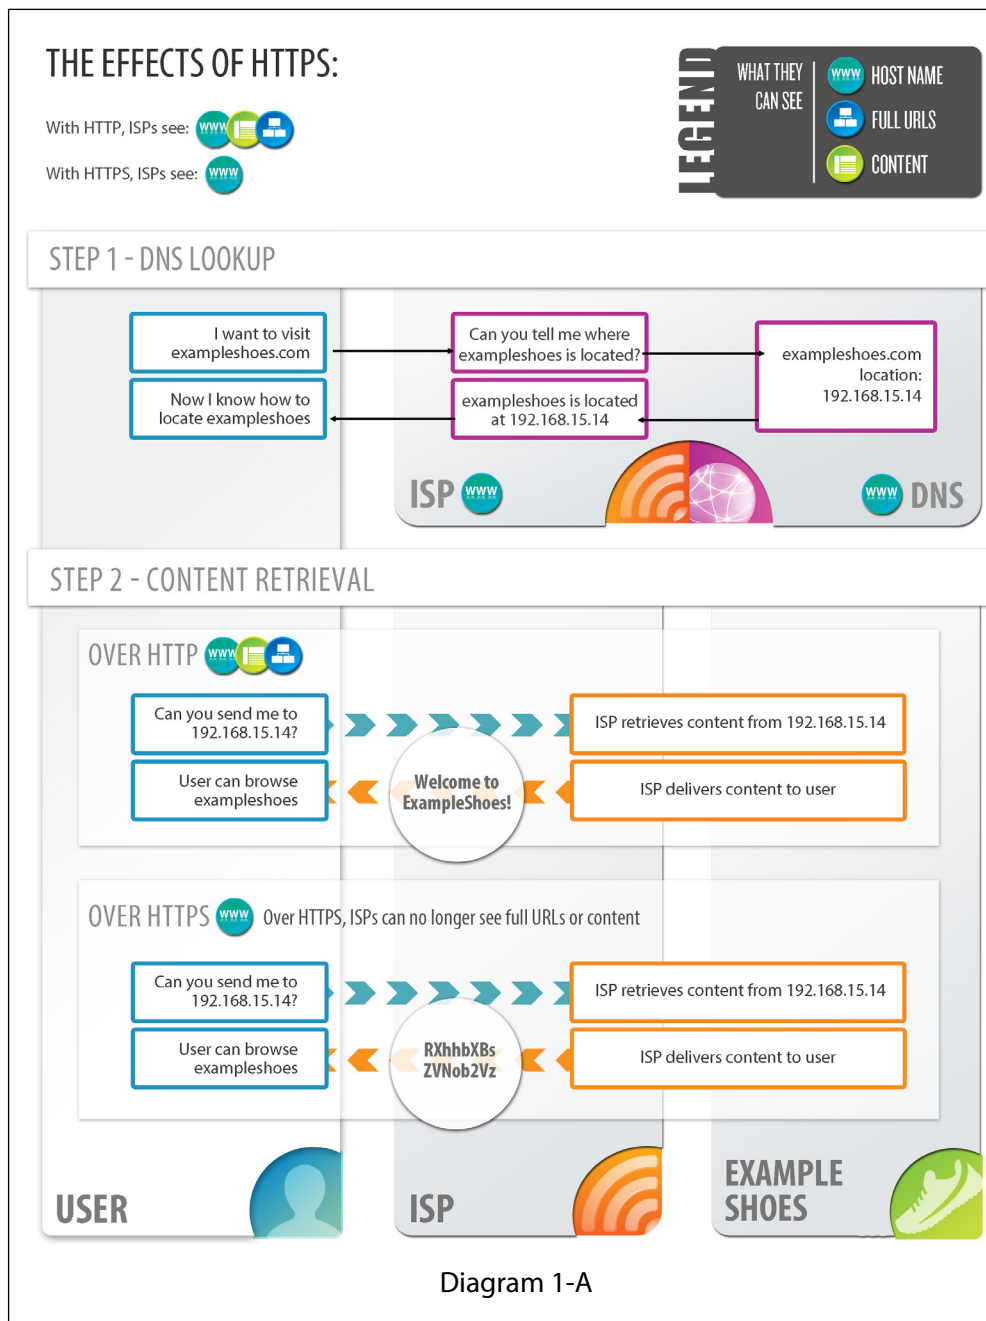 THE EFFECTS OF HTTPS:
With HTTP, ISPs see: WWW
With HTTPS, ISPs see: WWW
LEGEND
WHAT THEY
CAN SEE
WWW HOST NAME
FULL URLS
CONTENT
STEP 1 - DNS LOOKUP
I want to visit
exampleshoes.com
Can you tell me where
exampleshoes is located?
exampleshoes.com
location:
192.168.15.14
Now I know how to
locate exampleshoes
exampleshoes is located
at 192.168.15.14
ISP WWW
WWW DNS
STEP 2 - CONTENT RETRIEVAL
OVER HTTP WWW
Can you send me to
192.168.15.14?
ISP retrieves content from 192.168.15.14
User can browse
exampleshoes
Welcome to
ExampleShoes!
ISP delivers content to user
OVER HTTPS WWW Over HTTPS, ISPs can no longer see full URLs or content
Can you send me to
192.168.15.14?
ISP retrieves content from 192.168.15.14
User can browse
exampleshoes
RXhhbXBs
ZVNob2Vz
ISP delivers content to user
USER
ISP
EXAMPLE
SHOES
Diagram 1-A